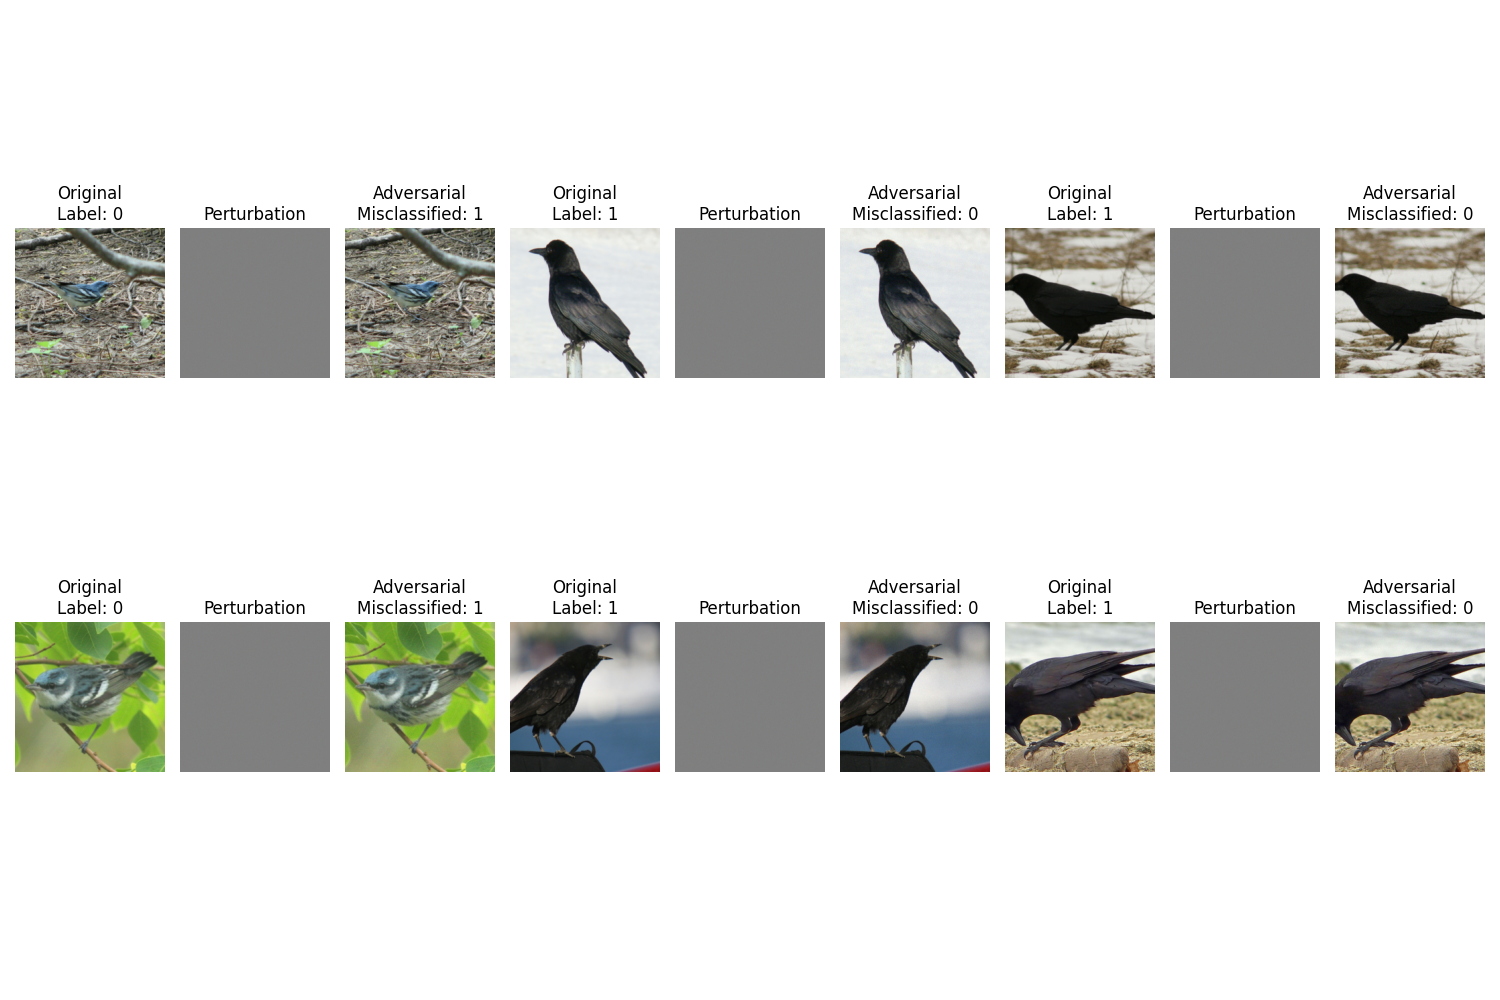 Original
Label: 0
Perturbation
Adversarial
Misclassified: 1
Original
Label: 1
Perturbation
Adversarial
Misclassified: 0
Original
Label: 1
Perturbation
Adversarial
Misclassified: 0
Original
Label: 0
Perturbation
Adversarial
Misclassified: 1
Original
Label: 1
Perturbation
Adversarial
Misclassified: 0
Original
Label: 1
Perturbation
Adversarial
Misclassified: 0